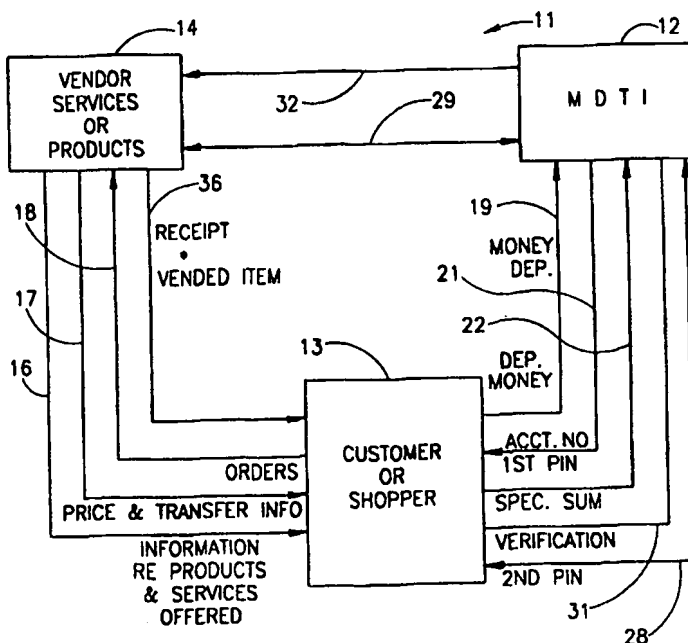 14
11
12
VENDOR
SERVICES
OR
PRODUCTS
M D T I
32
29
36
18
RECEIPT
•
VENDED ITEM
19
MONEY
DEP.
21
17
22
16
13
DEP.
MONEY
CUSTOMER
OR
SHOPPER
ACCT. NO
1ST PIN
ORDERS
SPEC. SUM
PRICE & TRANSFER INFO
VERIFICATION
INFORMATION
RE PRODUCTS
& SERVICES
OFFERED
2ND PIN
31
28